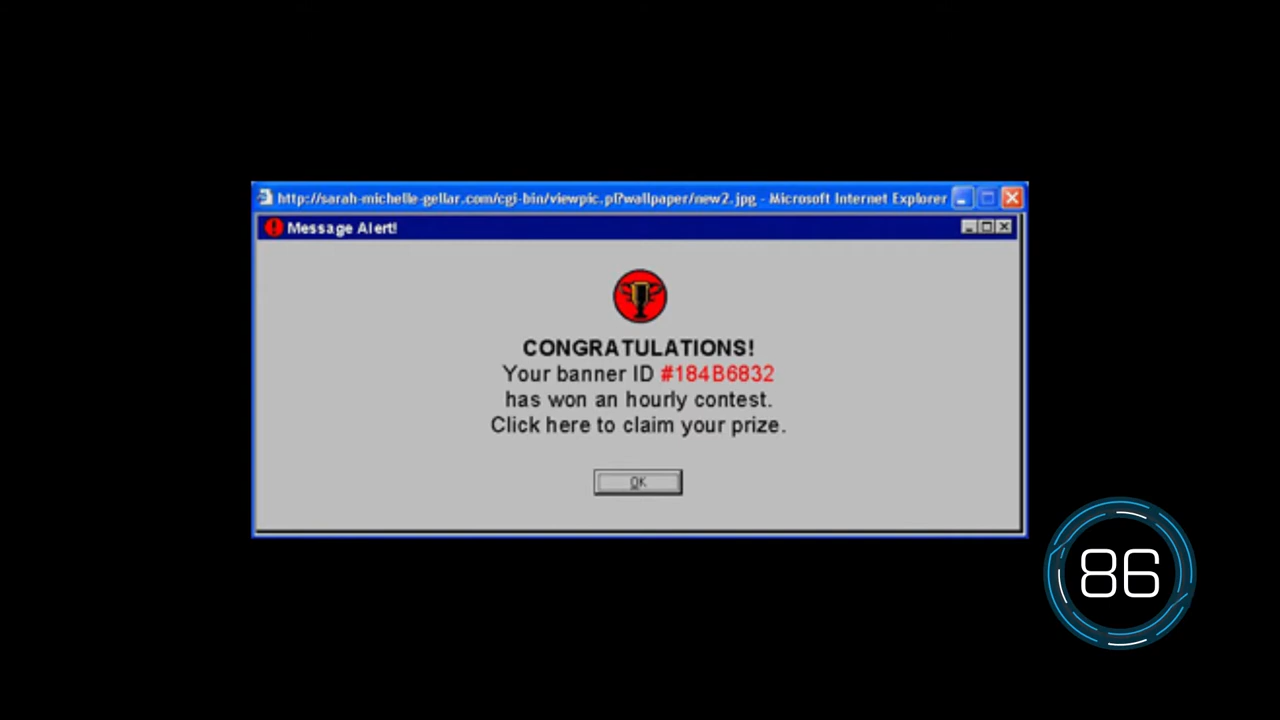 http://sarah-michelle-gellar.com/cgi-bin/viewpic.pl?wallpaper/new2.jpg - Microsoft Internet Explorer
Message Alert!
CONGRATULATIONS!
Your banner ID #184B6832
has won an hourly contest.
Click here to claim your prize.
OK
86